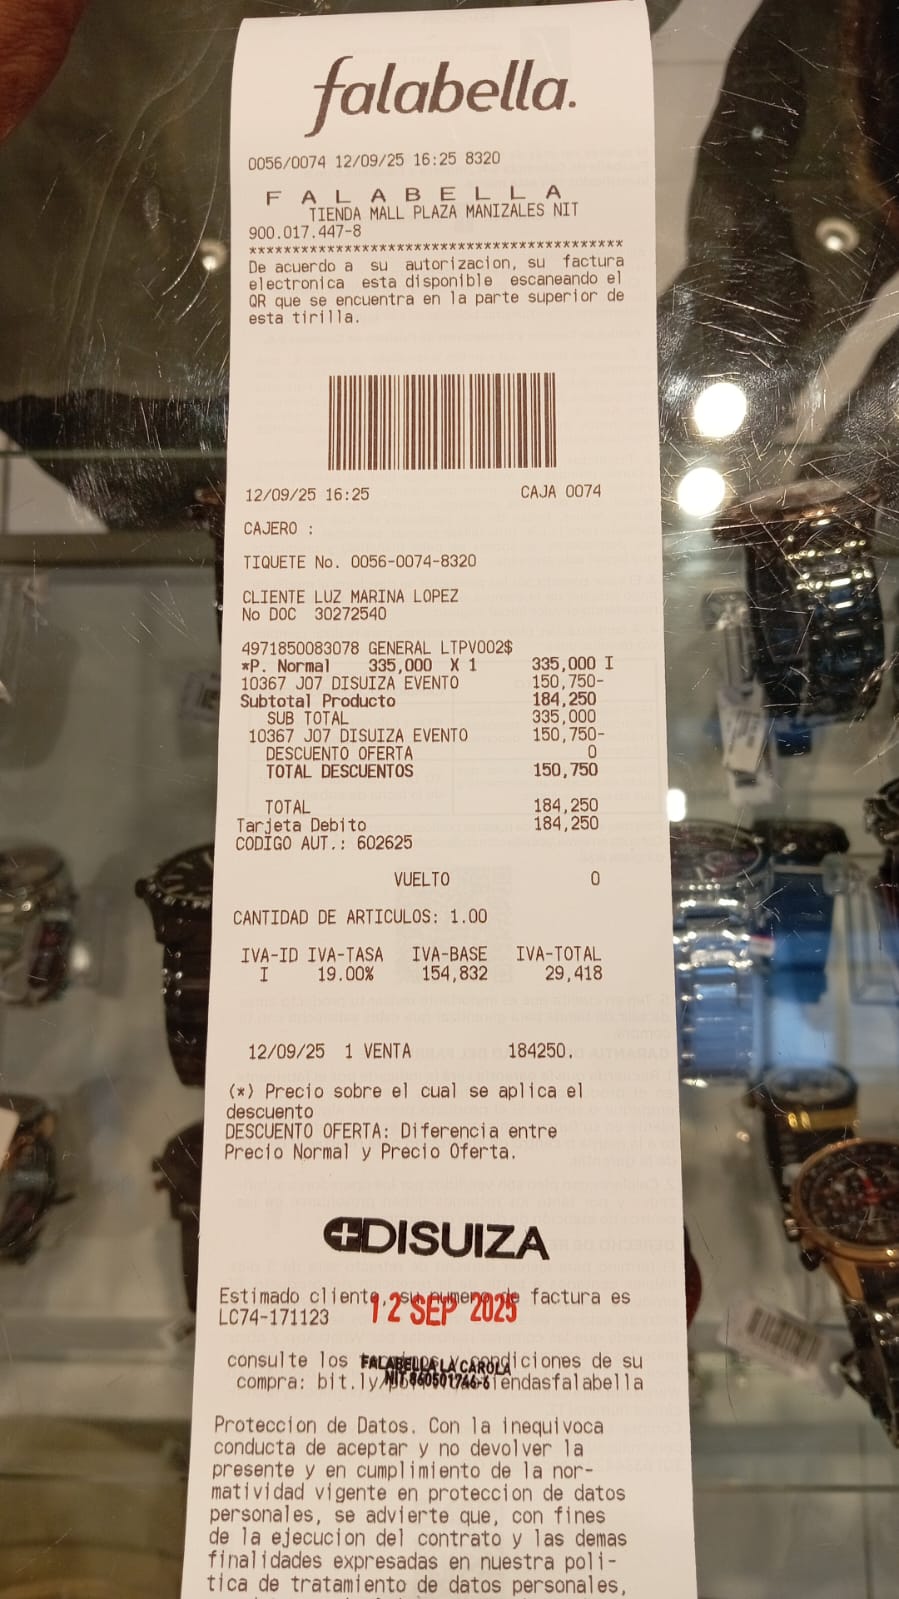 falabella.
0056/0074 12/09/25 16:25 8320
F A L A B E L L A
TIENDA MALL PLAZA MANIZALES NIT
900.017.447-8
*******************************************
De acuerdo a su autorizacion, su factura
electronica esta disponible escaneando el
QR que se encuentra en la parte superior de
esta tirilla.
12/09/25 16:25 CAJA 0074
CAJERO :
TIQUETE No. 0056-0074-8320
CLIENTE LUZ MARINA LOPEZ
No DOC 30272540
4971850083078 GENERAL LTPV002$
*P. Normal 335,000 X 1 335,000 I
10367 J07 DISUIZA EVENTO 150,750-
Subtotal Producto 184,250
SUB TOTAL 335,000
10367 J07 DISUIZA EVENTO 150,750-
DESCUENTO OFERTA 0
TOTAL DESCUENTOS 150,750
TOTAL 184,250
Tarjeta Debito 184,250
CODIGO AUT.: 602625
VUELTO 0
CANTIDAD DE ARTICULOS: 1.00
IVA-ID IVA-TASA IVA-BASE IVA-TOTAL
I 19.00% 154,832 29,418
12/09/25 1 VENTA 184250.
(*) Precio sobre el cual se aplica el
descuento
DESCUENTO OFERTA: Diferencia entre
Precio Normal y Precio Oferta.
DISUIZA
Estimado cliente, su numero de factura es
LC74-171123
12 SEP 2025
consulte los terminos y condiciones de su
FALABELLA LA CAROLA
NIT 860501746-6
compra: bit.ly/ iendasfalabella
Proteccion de Datos. Con la inequivoca
conducta de aceptar y no devolver la
presente y en cumplimiento de la nor-
matividad vigente en proteccion de datos
personales, se advierte que, con fines
de la ejecucion del contrato y las demas
finalidades expresadas en nuestra poli-
tica de tratamiento de datos personales,